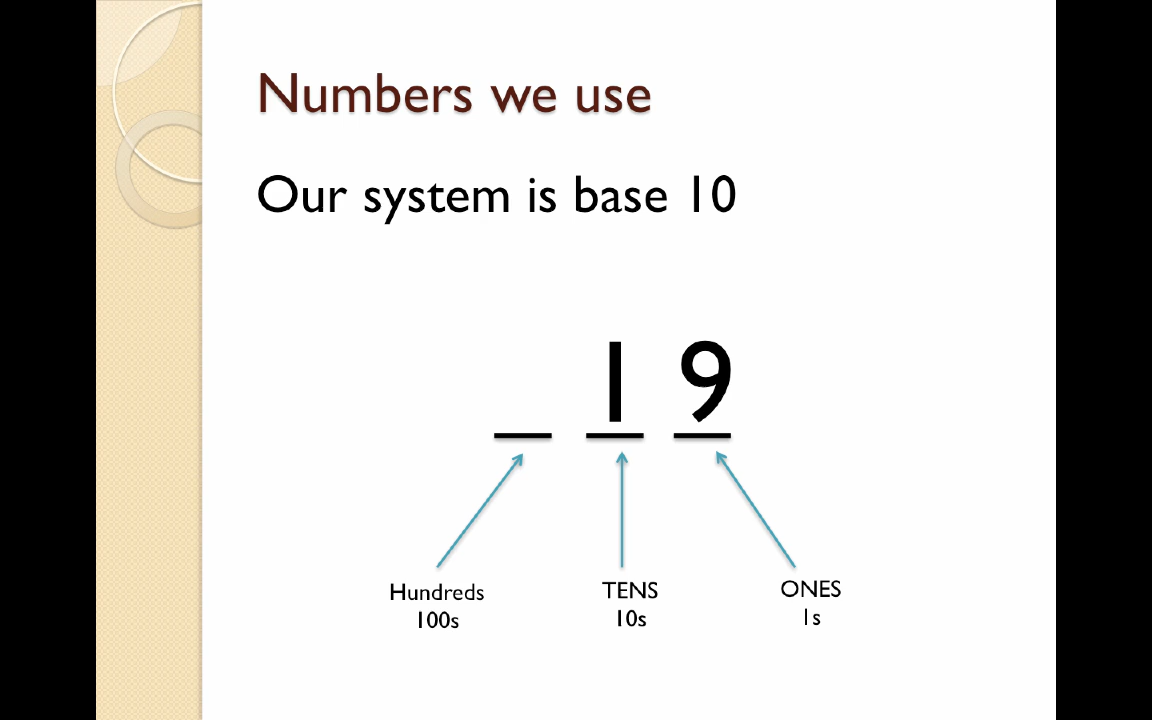 Numbers we use
Our system is base 10
_ 1 9
Hundreds TENS ONES
100s 10s 1s